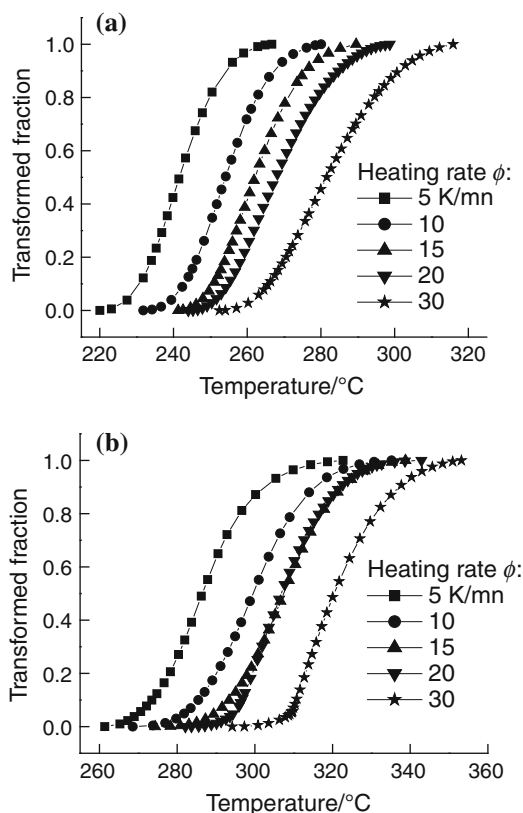 (a)
1.0
0.8
0.6
0.4
0.2
0.0
Transformed fraction
Heating rate ϕ:
5 K/mn
10
15
20
30
220 240 260 280 300 320
Temperature/°C
(b)
1.0
0.8
0.6
0.4
0.2
0.0
Transformed fraction
Heating rate ϕ:
5 K/mn
10
15
20
30
260 280 300 320 340 360
Temperature/°C